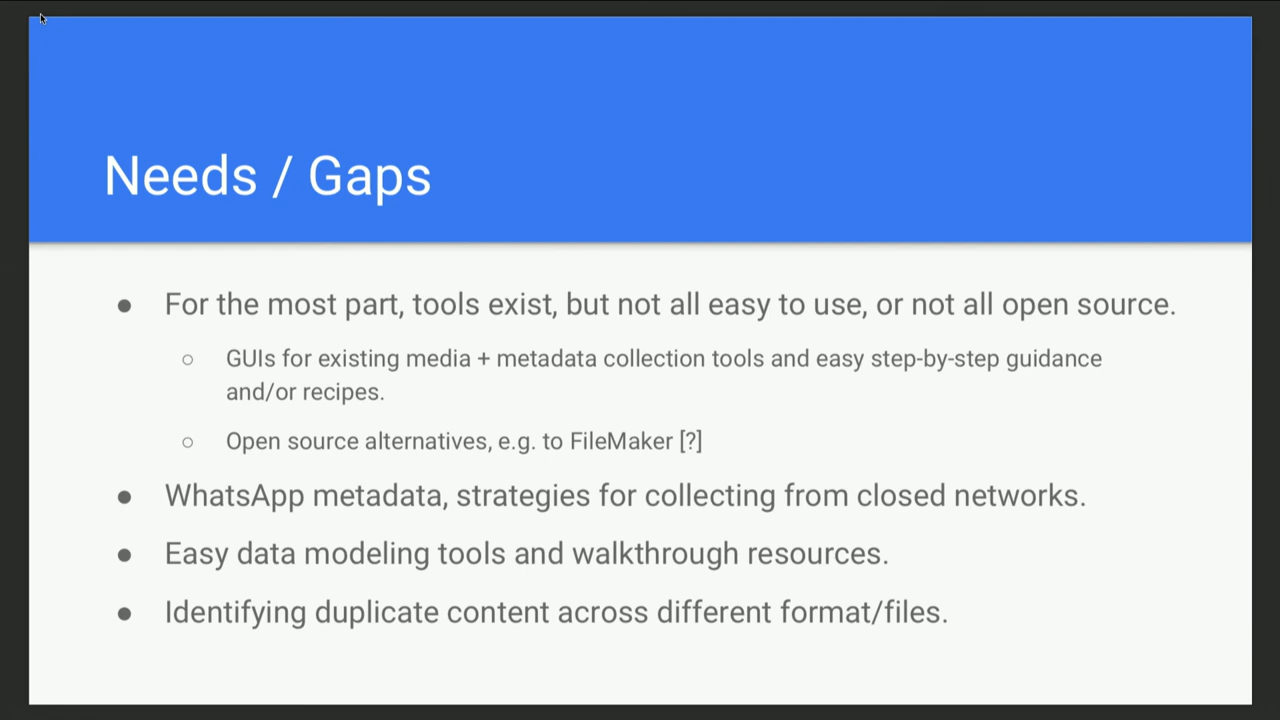 Needs / Gaps
● For the most part, tools exist, but not all easy to use, or not all open source.
○ GUIs for existing media + metadata collection tools and easy step-by-step guidance
and/or recipes.
○ Open source alternatives, e.g. to FileMaker [?]
● WhatsApp metadata, strategies for collecting from closed networks.
● Easy data modeling tools and walkthrough resources.
● Identifying duplicate content across different format/files.